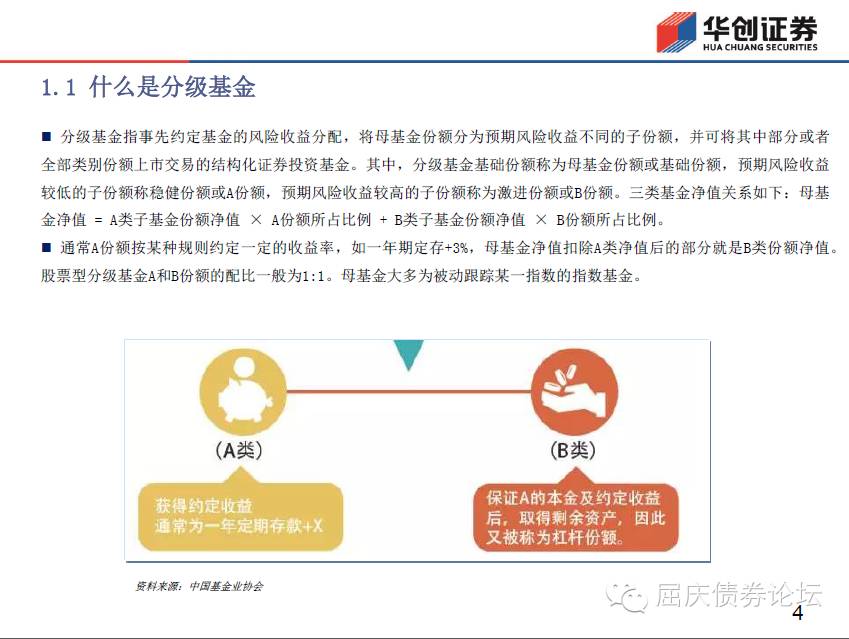 华创证券
HUA CHUANG SECURITIES
1.1 什么是分级基金
■ 分级基金指事先约定基金的风险收益分配，将母基金份额分为预期风险收益不同的子份额，并可将其中部分或者
全部类别份额上市交易的结构化证券投资基金。其中，分级基金基础份额称为母基金份额或基础份额，预期风险收益
较低的子份额称稳健份额或A份额，预期风险收益较高的子份额称为激进份额或B份额。三类基金净值关系如下：母基
金净值 = A类子基金份额净值 × A份额所占比例 + B类子基金份额净值 × B份额所占比例。
■ 通常A份额按某种规则约定一定的收益率，如一年期定存+3%，母基金净值扣除A类净值后的部分就是B类份额净值。
股票型分级基金A和B份额的配比一般为1:1。母基金大多为被动跟踪某一指数的指数基金。
（A类）
获得约定收益
通常为一年定期存款+X
（B类）
保证A的本金及约定收益
后，取得剩余资产，因此
又被称为杠杆份额。
资料来源：中国基金业协会
屈庆债券论坛
4